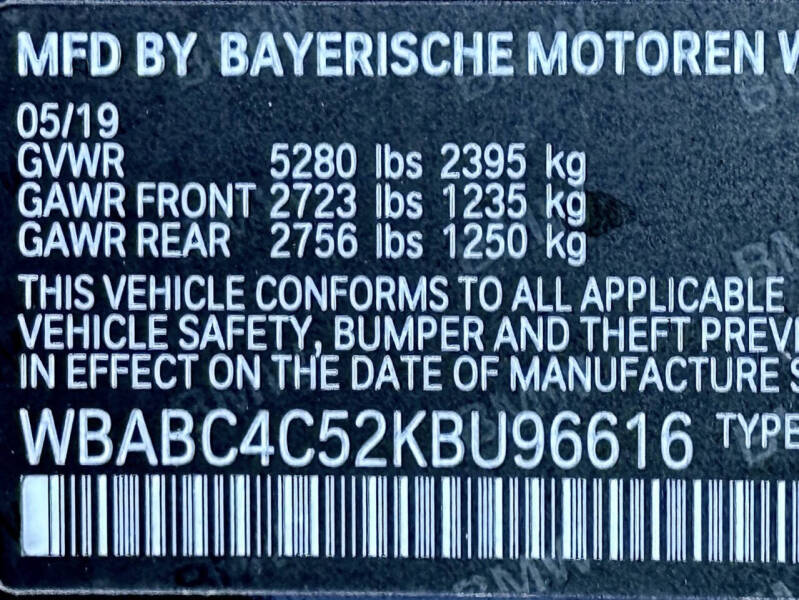 MFD BY BAYERISCHE MOTOREN W
05/19
GVWR 5280 lbs 2395 kg
GAWR FRONT 2723 lbs 1235 kg
GAWR REAR 2756 lbs 1250 kg
THIS VEHICLE CONFORMS TO ALL APPLICABLE
VEHICLE SAFETY, BUMPER AND THEFT PREVE
IN EFFECT ON THE DATE OF MANUFACTURE S
WBABC4C52KBU96616 TYPE